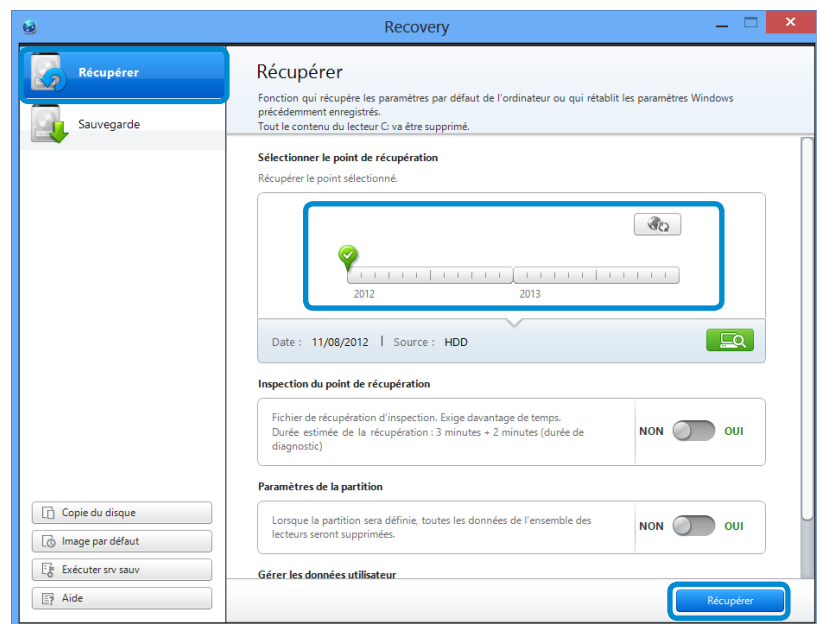 Recovery
Récupérer
Sauvegarde
Copie du disque
Image par défaut
Exécuter srv sauv
Aide
Récupérer
Fonction qui récupère les paramètres par défaut de l'ordinateur ou qui rétablit les paramètres Windows
précédemment enregistrés.
Tout le contenu du lecteur C: va être supprimé.
Sélectionner le point de récupération
Récupérer le point sélectionné.
2012 2013
Date : 11/08/2012 | Source : HDD
Inspection du point de récupération
Fichier de récupération d'inspection. Exige davantage de temps.
Durée estimée de la récupération : 3 minutes + 2 minutes (durée de
diagnostic)
NON OUI
Paramètres de la partition
Lorsque la partition sera définie, toutes les données de l'ensemble des
lecteurs seront supprimées.
NON OUI
Gérer les données utilisateur
Récupérer